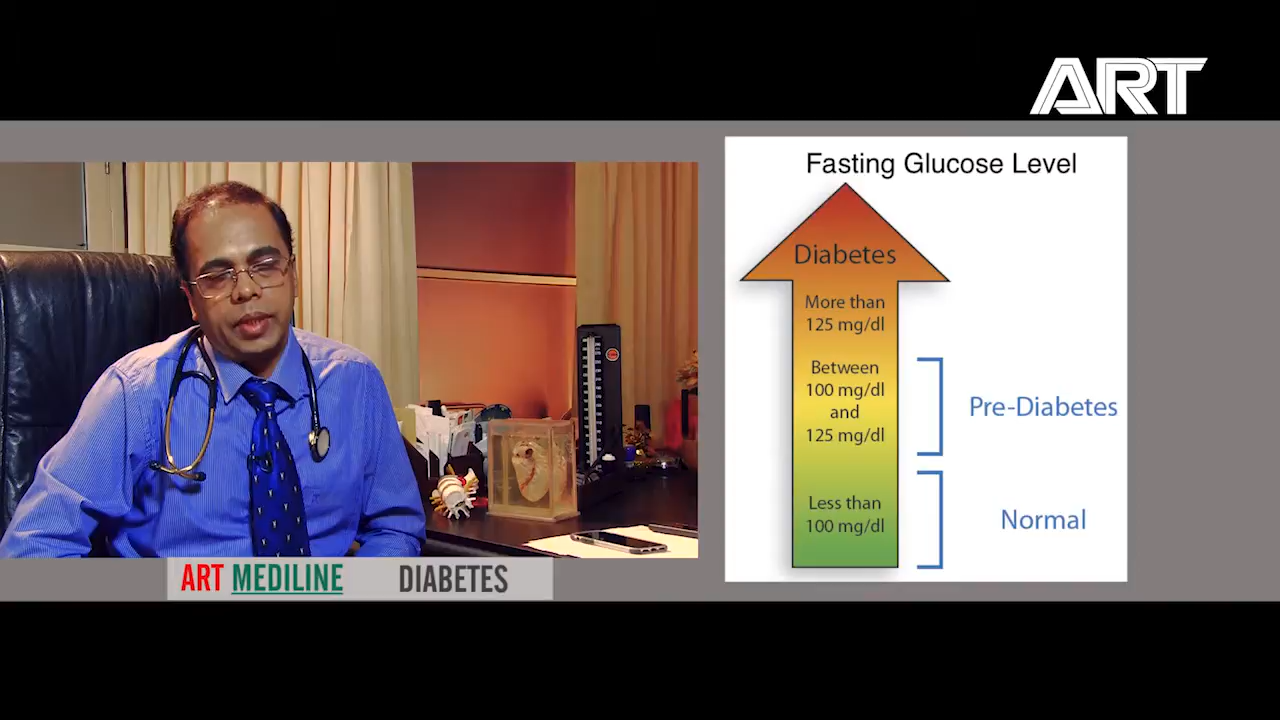 ART
Fasting Glucose Level
Diabetes
More than
125 mg/dl
Between
100 mg/dl
and
125 mg/dl
Pre-Diabetes
Less than
100 mg/dl
Normal
ART MEDILINE DIABETES